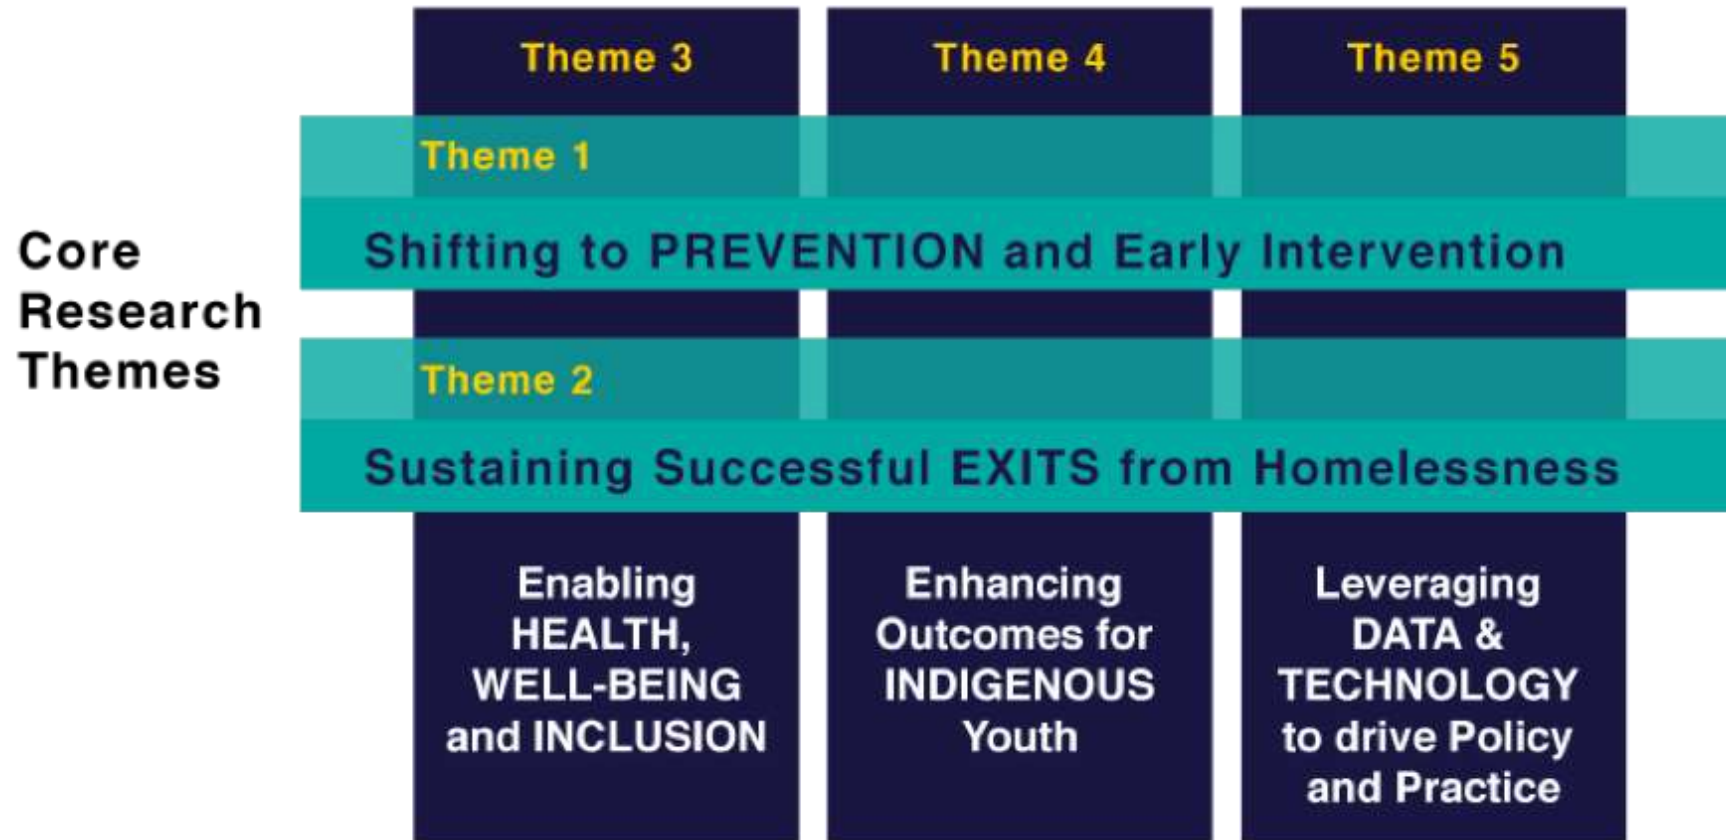 Core
Research
Themes
Theme 3
Theme 4
Theme 5
Theme 1
Shifting to PREVENTION and Early Intervention
Theme 2
Sustaining Successful EXITS from Homelessness
Enabling
HEALTH,
WELL-BEING
and INCLUSION
Enhancing
Outcomes for
INDIGENOUS
Youth
Leveraging
DATA &
TECHNOLOGY
to drive Policy
and Practice